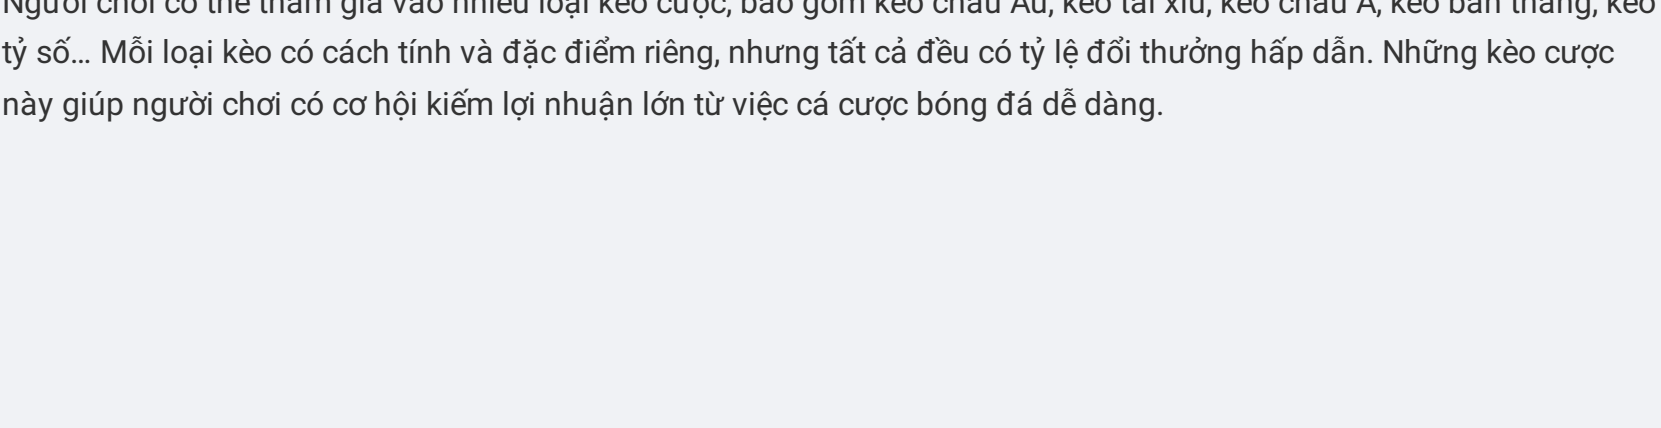 Người chơi có thể tham gia vào nhiều loại kèo cược, bao gồm kèo châu Âu, kèo tài xỉu, kèo châu Á, kèo bàn thắng, kèo
tỷ số... Mỗi loại kèo có cách tính và đặc điểm riêng, nhưng tất cả đều có tỷ lệ đổi thưởng hấp dẫn. Những kèo cược
này giúp người chơi có cơ hội kiếm lợi nhuận lớn từ việc cá cược bóng đá dễ dàng.